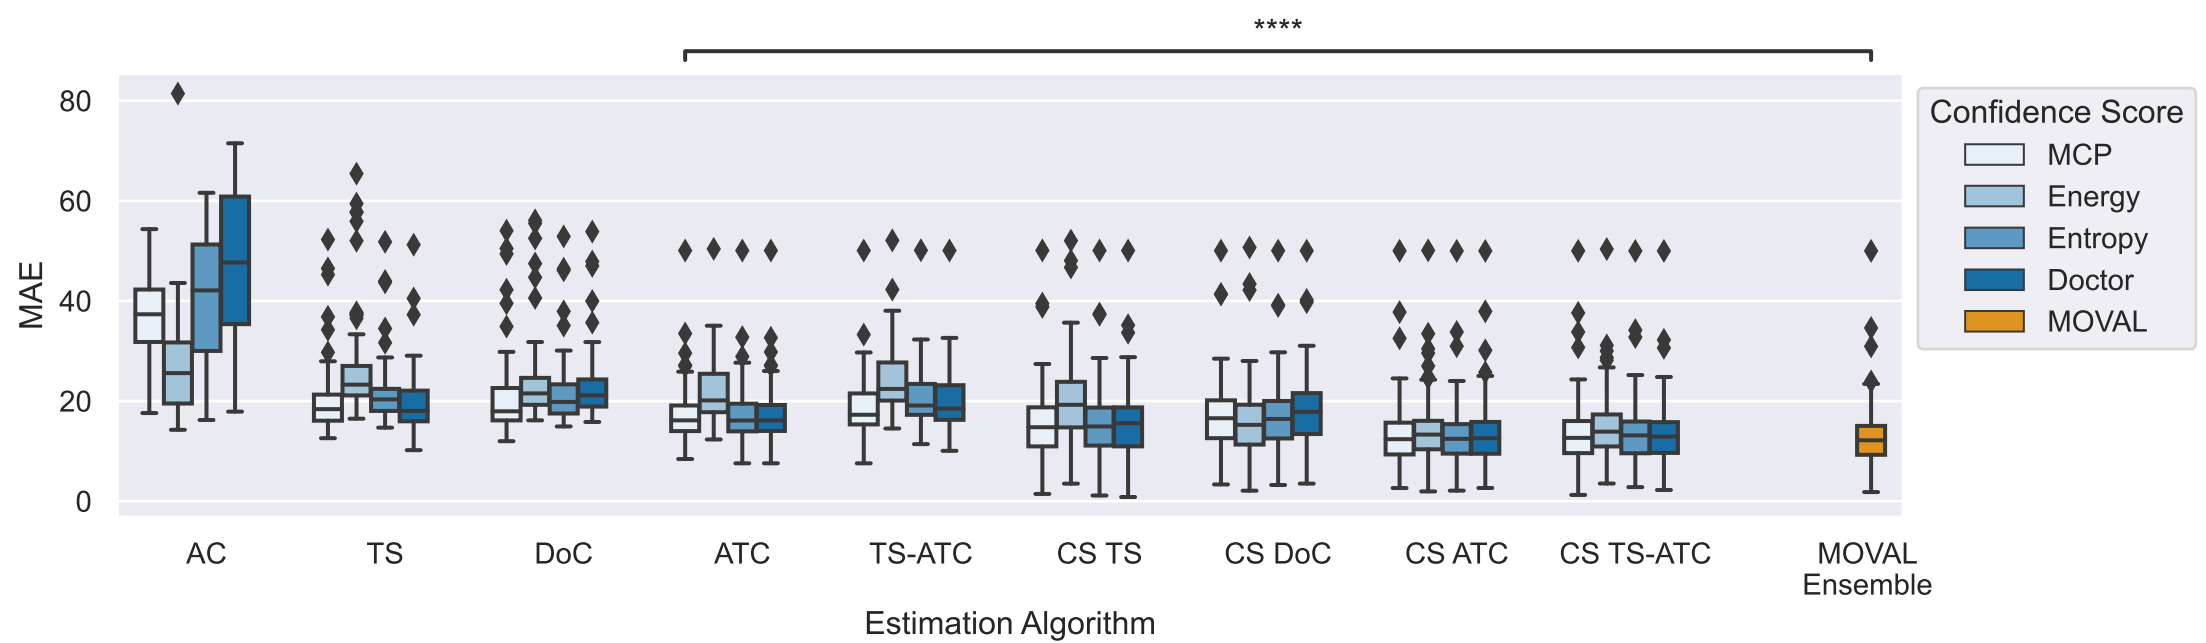 ****
80
60
40
20
0
MAE
AC
TS
DoC
ATC
TS-ATC
CS TS
CS DoC
CS ATC
CS TS-ATC
MOVAL
Ensemble
Estimation Algorithm
Confidence Score
MCP
Energy
Entropy
Doctor
MOVAL